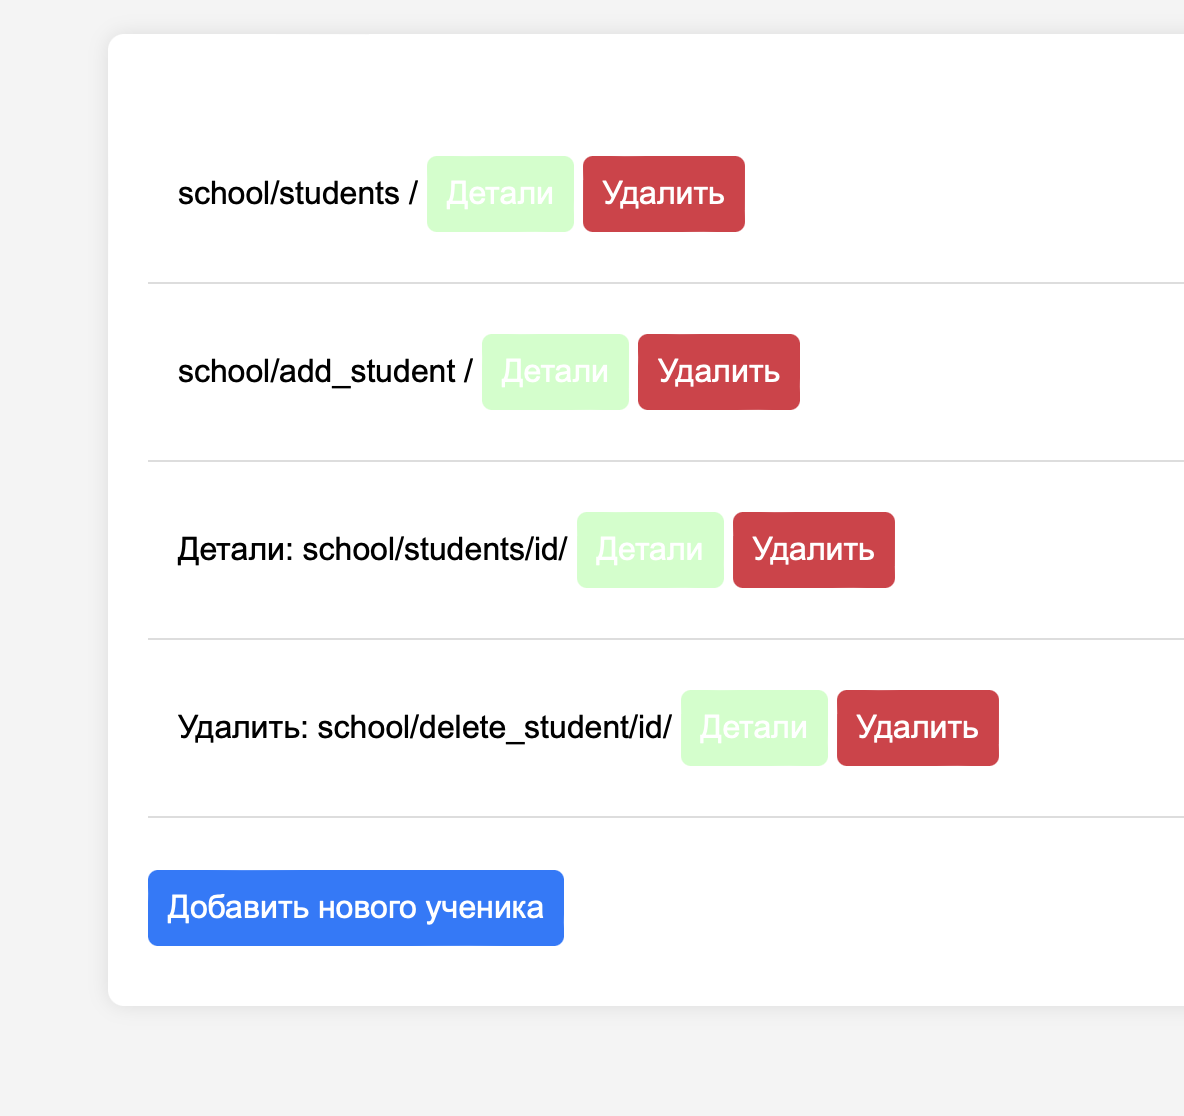 school/students / Детали Удалить
school/add_student / Детали Удалить
Детали: school/students/id/ Детали Удалить
Удалить: school/delete_student/id/ Детали Удалить
Добавить нового ученика